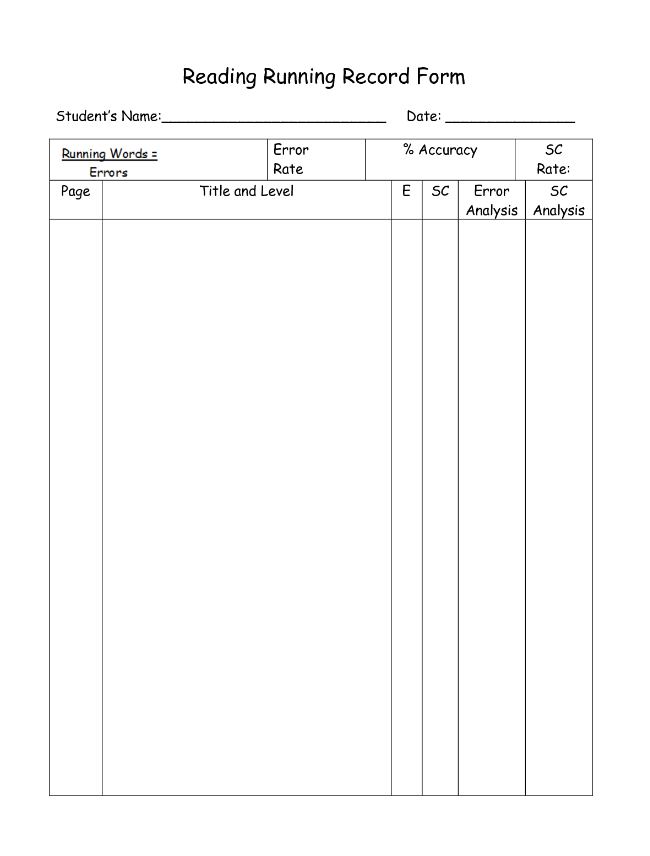 Reading Running Record Form
Student's Name:___________________________ Date: _______________
Running Words =
Errors
Error
Rate
% Accuracy
SC
Rate:
Page
Title and Level
E
SC
Error
Analysis
SC
Analysis